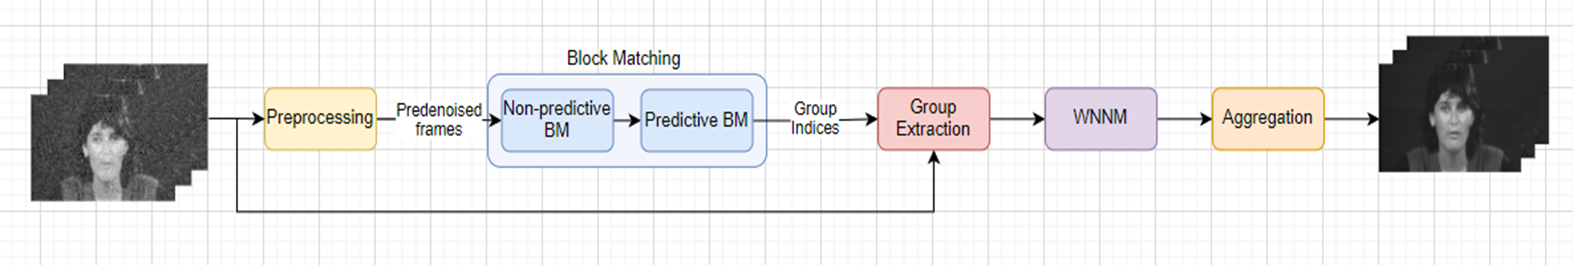 Block Matching
Preprocessing
Predenoised
frames
Non-predictive
BM
Predictive BM
Group
Indices
Group
Extraction
WNNM
Aggregation